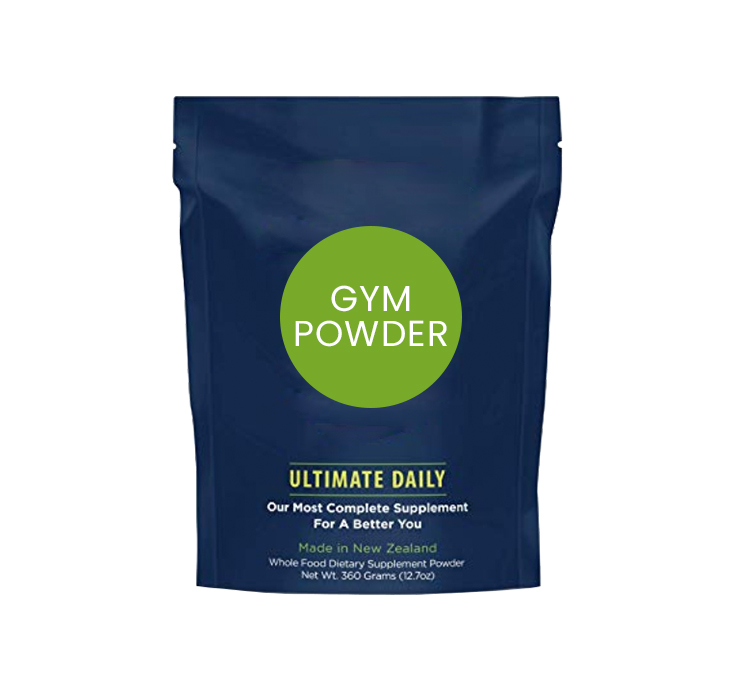 GYM
POWDER
ULTIMATE DAILY
Our Most Complete Supplement
For A Better You
Made in New Zealand
Whole Food Dietary Supplement Powder
Net Wt. 360 Grams (12.7oz)